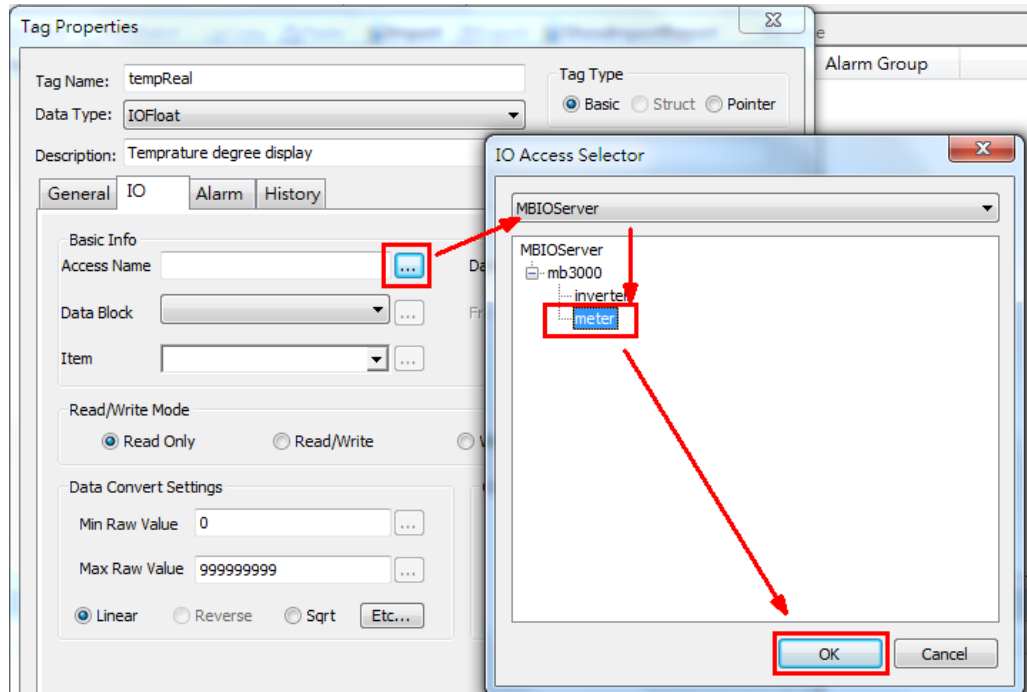 Tag Properties
Tag Name: tempReal
Tag Type
Basic Struct Pointer
Data Type: IOFloat
Description: Temprature degree display
General IO Alarm History
Basic Info
Access Name ...
Data Block ...
Item ...
Read/Write Mode
Read Only Read/Write
Data Convert Settings
Min Raw Value 0 ...
Max Raw Value 999999999 ...
Linear Reverse Sqrt Etc...
Alarm Group
IO Access Selector
MBIOServer
MBIOServer
mb3000
inverter
meter
OK Cancel